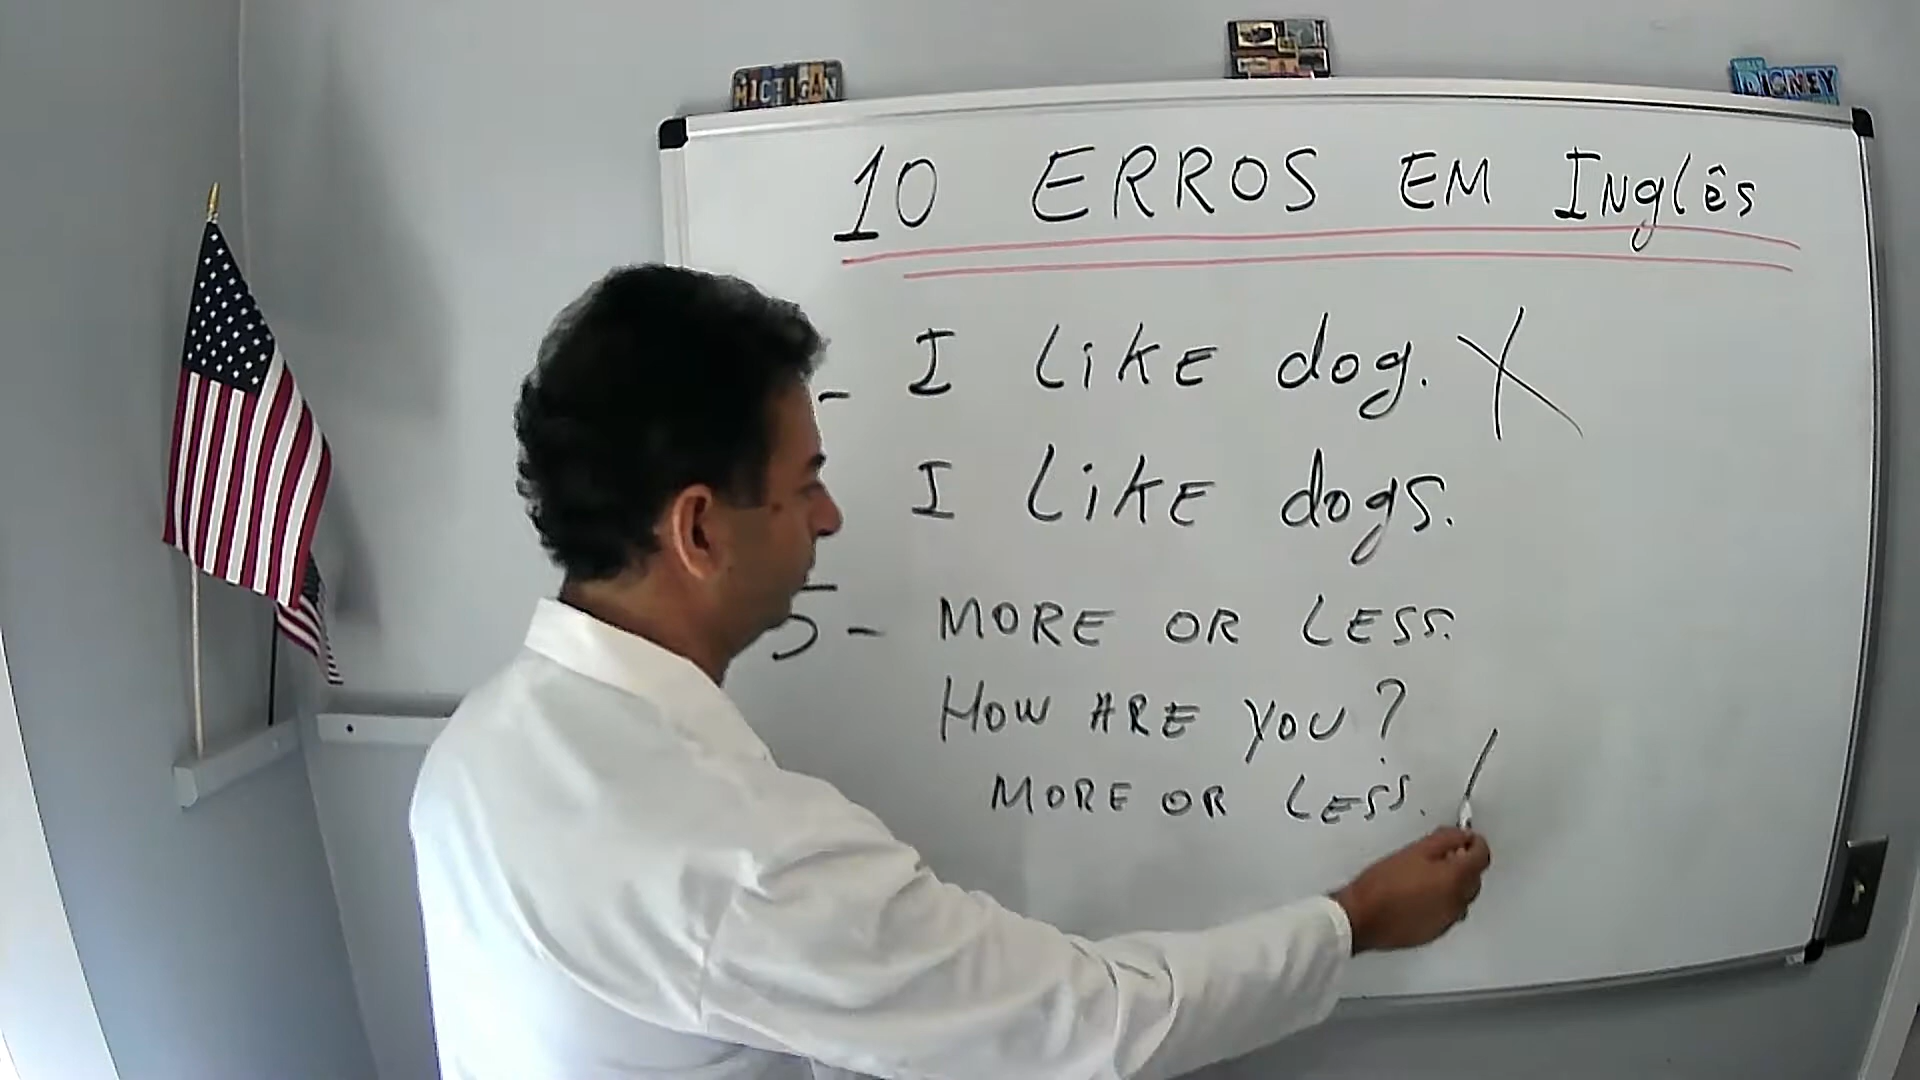 MICHIGAN
DISNEY
10 ERROS EM INglês
- I LiKE dog. X
I LiKE dogs.
5- MORE OR LESS.
HOW ARE YOU?
MORE OR LESS.